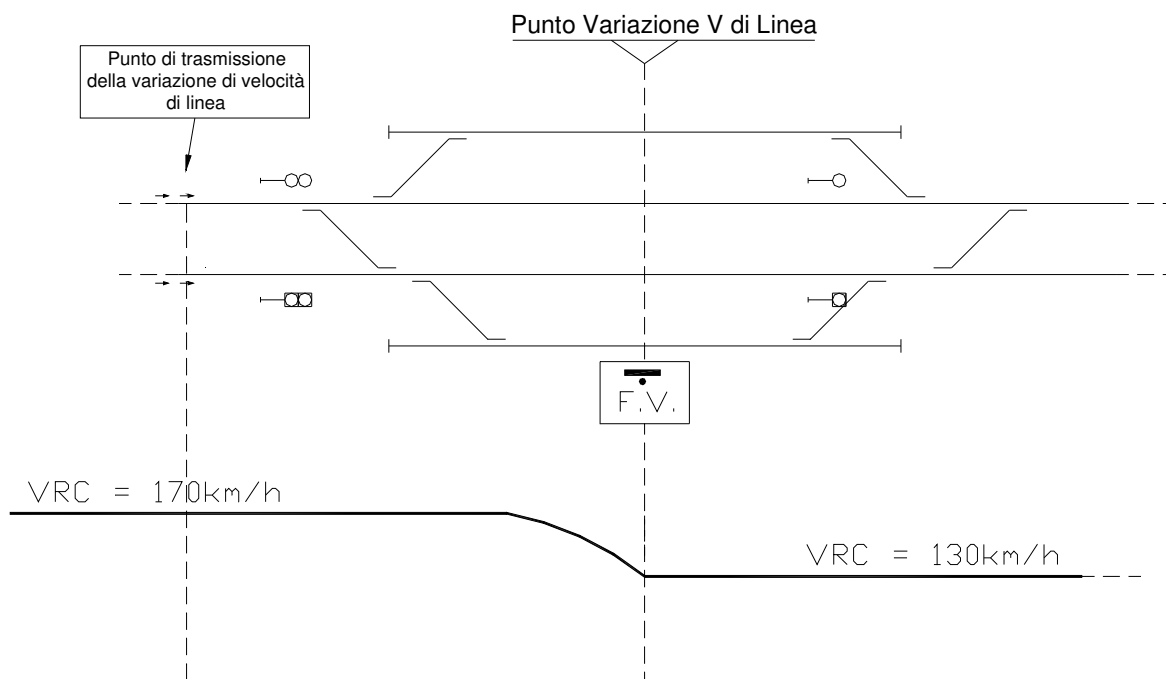 Punto Variazione V di Linea
Punto di trasmissione
della variazione di velocità
di linea
F.V.
VRC = 170km/h
VRC = 130km/h